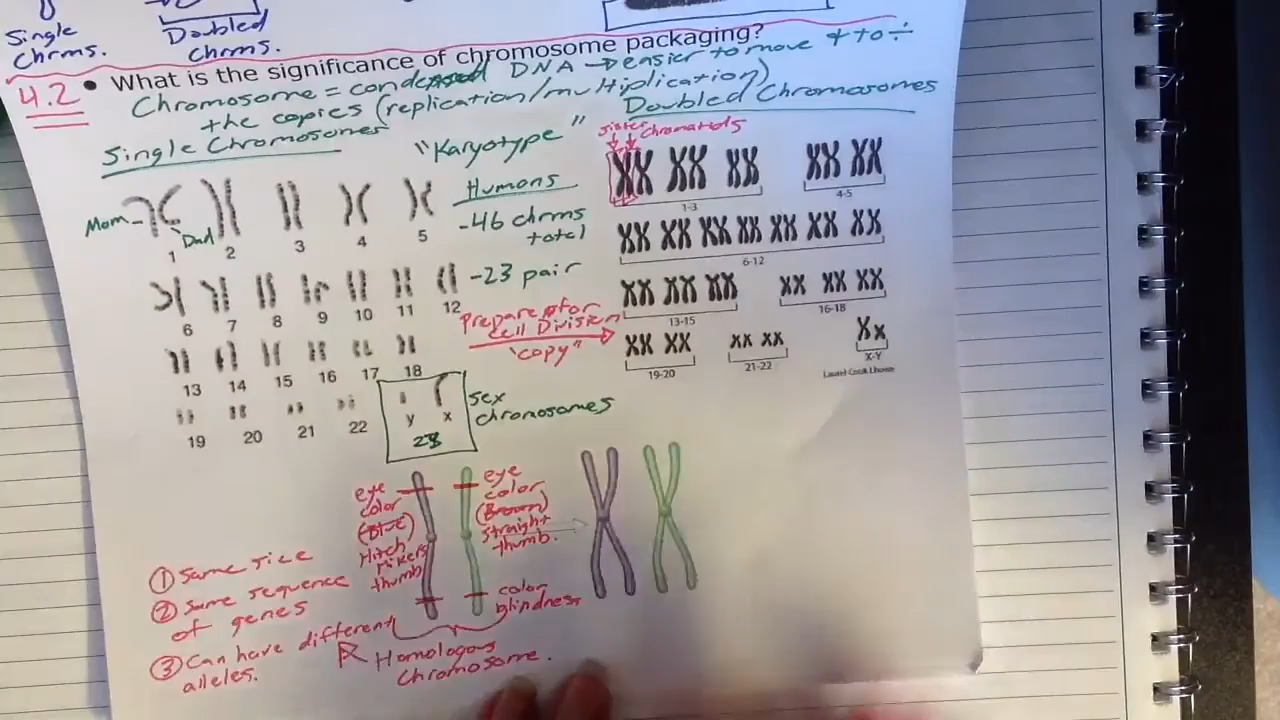 Single Chrms.
Doubled Chrms.
4.2 • What is the significance of chromosome packaging?
Chromosome = condensed DNA → easier to move & to ÷
the copies (replication/multiplication)
Single Chromosomes
"Karyotype"
Doubled Chromosomes
Sister Chromatids
Mom
Dad
1 2 3 4 5
Humans
-46 chrms
total
-23 pair
6 7 8 9 10 11 12
Prepare for
Cell Division
"copy"
13 14 15 16 17 18
19 20 21 22
y x
23
Sex
chromosomes
1-3 4-5
6-12
13-15 16-18
19-20 21-22 X-Y
eye
color
(Blue)
Hitch
Hikers
thumb
eye
color
(Brown)
Straight
thumb.
color
blindness
① Same size
② Same sequence
of genes
③ Can have different
alleles.
Homologous
Chromosome.